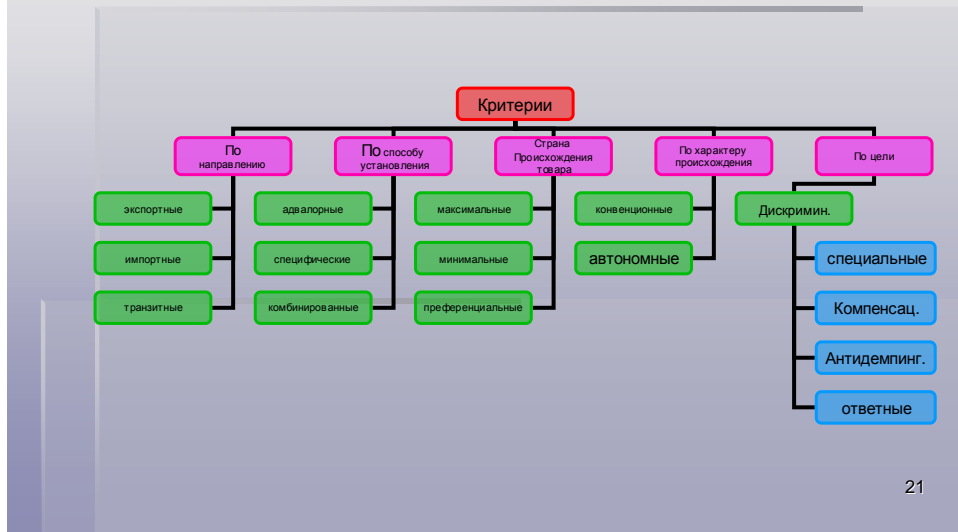 Критерии
По
направлению
По способу
установления
Страна
Происхождения
товара
По характеру
происхождения
По цели
экспортные
адвалорные
максимальные
конвенционные
Дискримин.
импортные
специфические
минимальные
автономные
специальные
транзитные
комбинированные
преференциальные
Компенсац.
Антидемпинг.
ответные
21